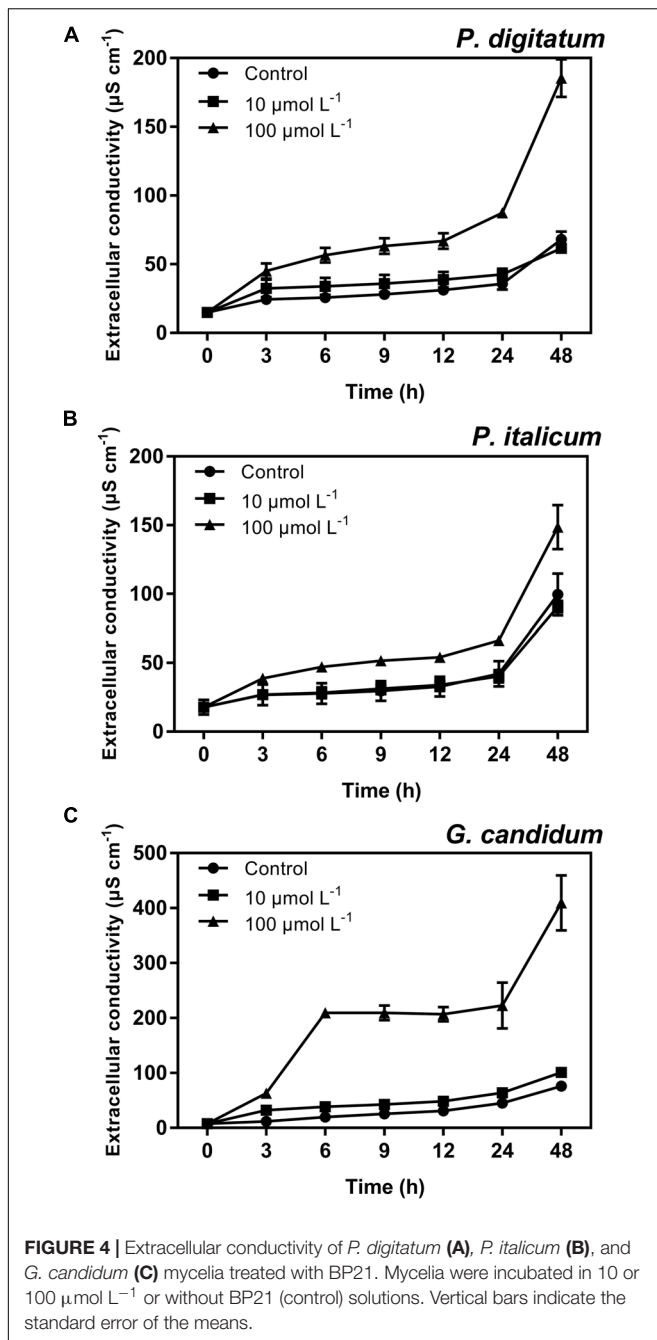 A
P. digitatum
Control
10 μmol L⁻¹
100 μmol L⁻¹
Extracellular conductivity (μS cm⁻¹)
200
150
100
50
0
0 3 6 9 12 24 48
Time (h)
B
P. italicum
Control
10 μmol L⁻¹
100 μmol L⁻¹
Extracellular conductivity (μS cm⁻¹)
200
150
100
50
0
0 3 6 9 12 24 48
Time (h)
C
G. candidum
Control
10 μmol L⁻¹
100 μmol L⁻¹
Extracellular conductivity (μS cm⁻¹)
500
400
300
200
100
0
0 3 6 9 12 24 48
Time (h)
FIGURE 4 | Extracellular conductivity of P. digitatum (A), P. italicum (B), and
G. candidum (C) mycelia treated with BP21. Mycelia were incubated in 10 or
100 μmol L⁻¹ or without BP21 (control) solutions. Vertical bars indicate the
standard error of the means.